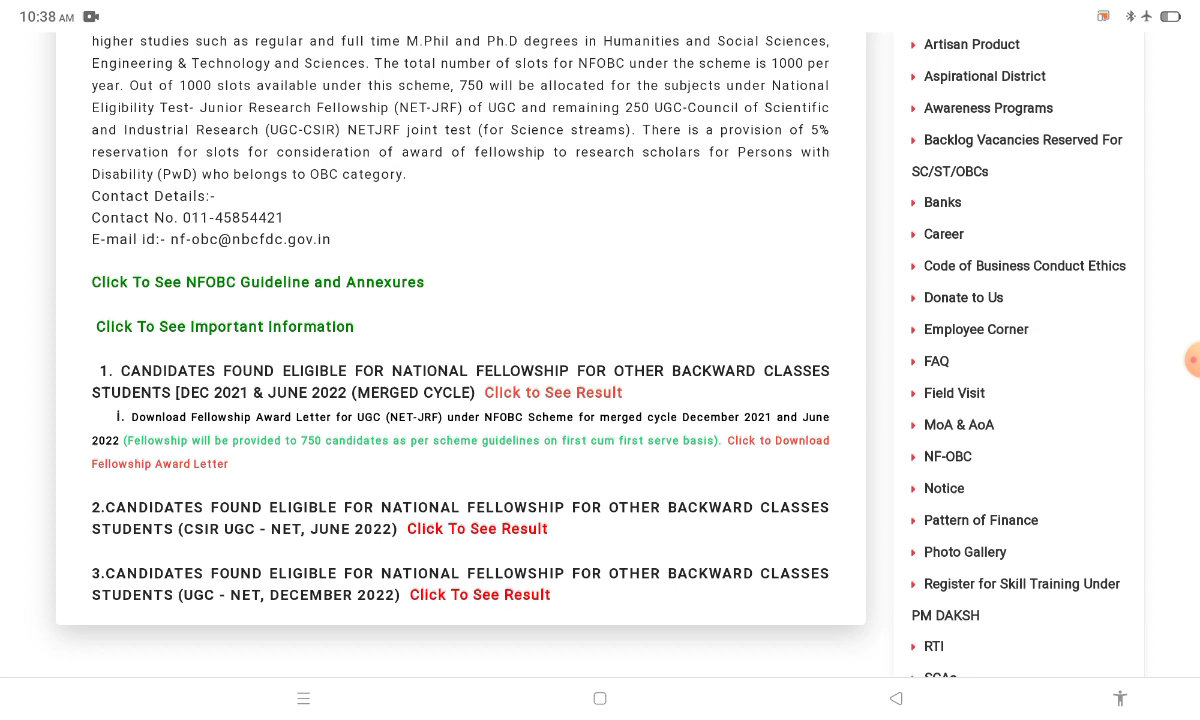 10:38 AM
higher studies such as regular and full time M.Phil and Ph.D degrees in Humanities and Social Sciences,
Engineering & Technology and Sciences. The total number of slots for NFOBC under the scheme is 1000 per
year. Out of 1000 slots available under this scheme, 750 will be allocated for the subjects under National
Eligibility Test- Junior Research Fellowship (NET-JRF) of UGC and remaining 250 UGC-Council of Scientific
and Industrial Research (UGC-CSIR) NETJRF joint test (for Science streams). There is a provision of 5%
reservation for slots for consideration of award of fellowship to research scholars for Persons with
Disability (PwD) who belongs to OBC category.
Contact Details:-
Contact No. 011-45854421
E-mail id:- nf-obc@nbcfdc.gov.in
Click To See NFOBC Guideline and Annexures
Click To See Important Information
1. CANDIDATES FOUND ELIGIBLE FOR NATIONAL FELLOWSHIP FOR OTHER BACKWARD CLASSES
STUDENTS [DEC 2021 & JUNE 2022 (MERGED CYCLE) Click to See Result
i. Download Fellowship Award Letter for UGC (NET-JRF) under NFOBC Scheme for merged cycle December 2021 and June
2022 (Fellowship will be provided to 750 candidates as per scheme guidelines on first cum first serve basis). Click to Download
Fellowship Award Letter
2.CANDIDATES FOUND ELIGIBLE FOR NATIONAL FELLOWSHIP FOR OTHER BACKWARD CLASSES
STUDENTS (CSIR UGC - NET, JUNE 2022) Click To See Result
3.CANDIDATES FOUND ELIGIBLE FOR NATIONAL FELLOWSHIP FOR OTHER BACKWARD CLASSES
STUDENTS (UGC - NET, DECEMBER 2022) Click To See Result
Artisan Product
Aspirational District
Awareness Programs
Backlog Vacancies Reserved For
SC/ST/OBCs
Banks
Career
Code of Business Conduct Ethics
Donate to Us
Employee Corner
FAQ
Field Visit
MoA & AoA
NF-OBC
Notice
Pattern of Finance
Photo Gallery
Register for Skill Training Under
PM DAKSH
RTI